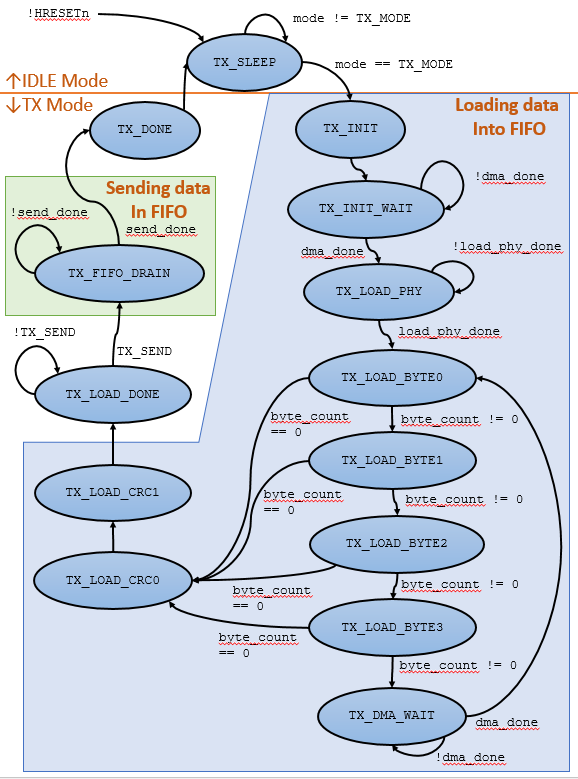 !HRESETn
mode != TX_MODE
TX_SLEEP
mode == TX_MODE
↑IDLE Mode
↓TX Mode
Loading data
Into FIFO
TX_DONE
TX_INIT
Sending data
In FIFO
!dma_done
TX_INIT_WAIT
!send_done
send_done
dma_done
!load_phy_done
TX_FIFO_DRAIN
TX_LOAD_PHY
!TX_SEND
load_phy_done
TX_SEND
TX_LOAD_BYTE0
TX_LOAD_DONE
byte_count
== 0
byte_count != 0
TX_LOAD_BYTE1
TX_LOAD_CRC1
byte_count
== 0
byte_count != 0
TX_LOAD_BYTE2
TX_LOAD_CRC0
byte_count
== 0
byte_count != 0
TX_LOAD_BYTE3
byte_count
== 0
byte_count != 0
TX_DMA_WAIT
dma_done
!dma_done